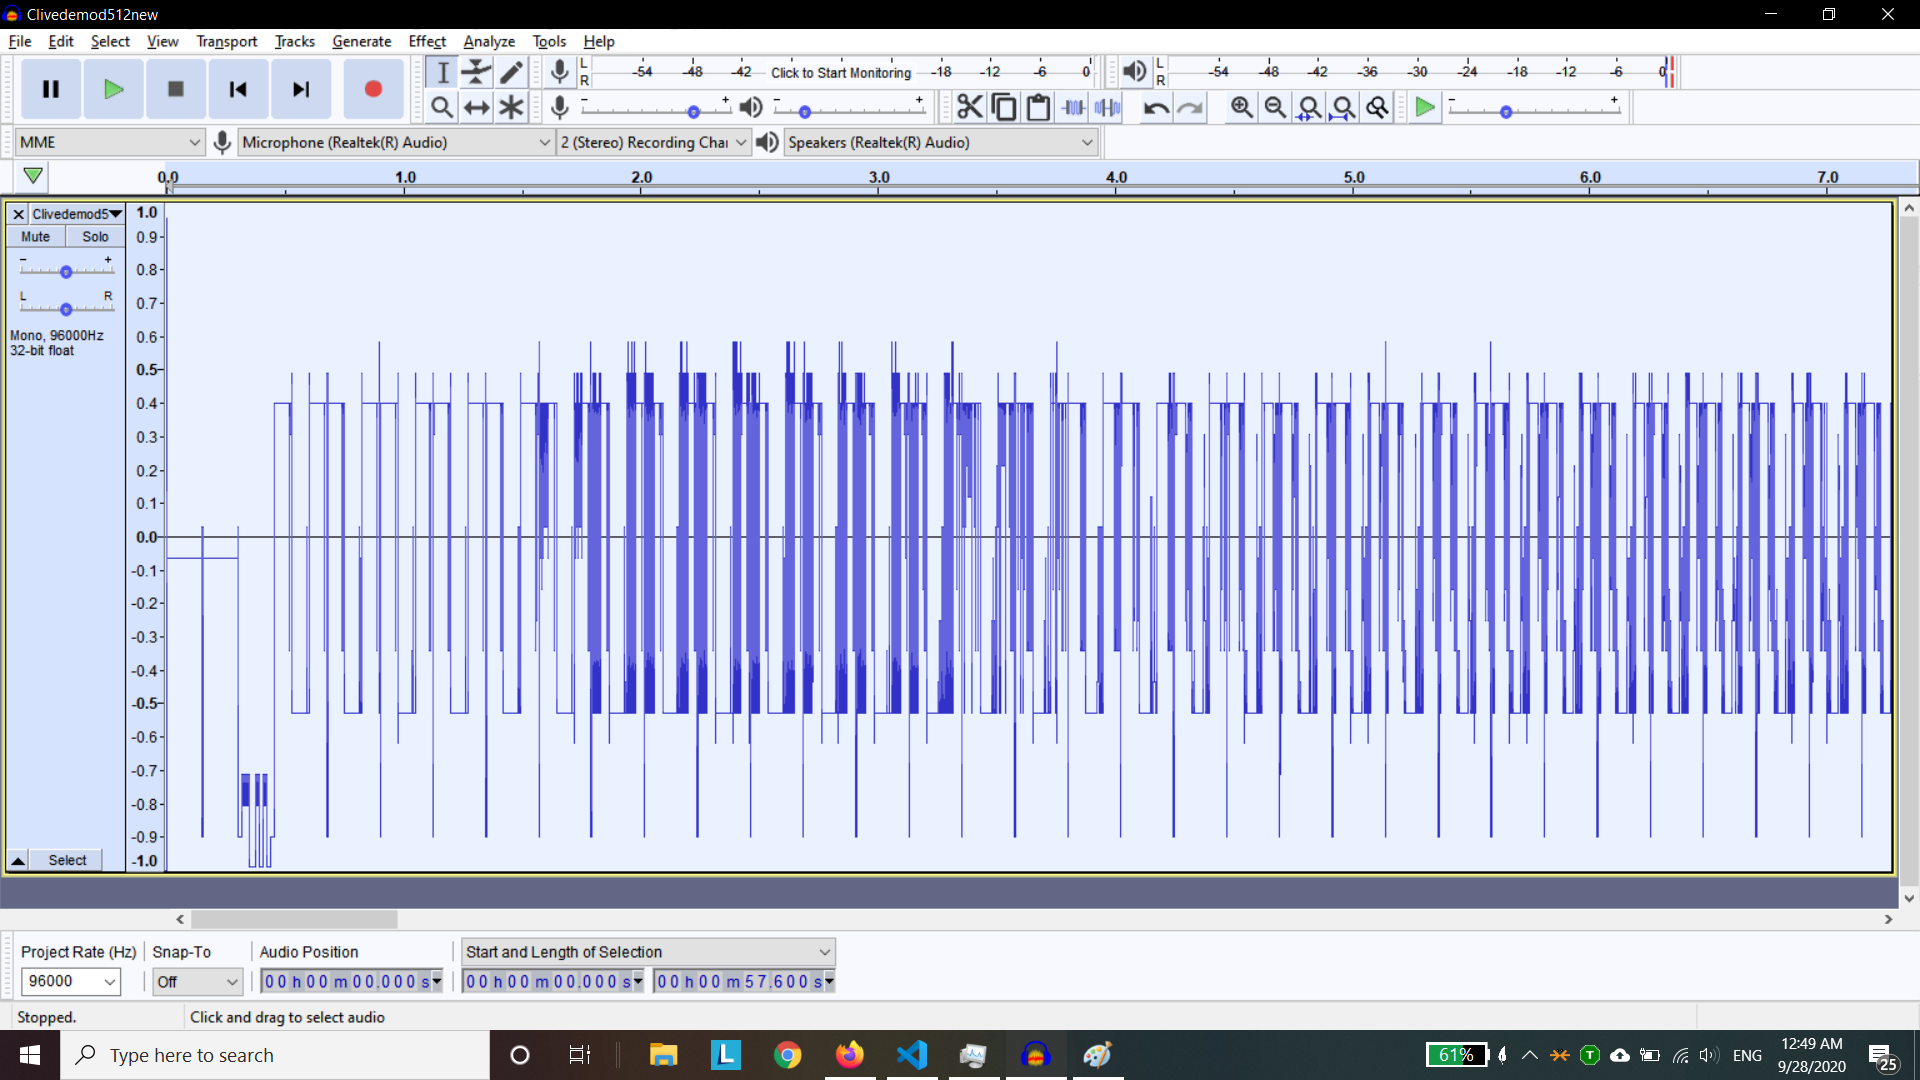 Clivedemod512new
File Edit Select View Transport Tracks Generate Effect Analyze Tools Help
L R -54 -48 -42 Click to Start Monitoring -18 -12 -6 0
L R -54 -48 -42 -36 -30 -24 -18 -12 -6 0
- + - + - +
MME Microphone (Realtek(R) Audio) 2 (Stereo) Recording Chai Speakers (Realtek(R) Audio)
0.0 1.0 2.0 3.0 4.0 5.0 6.0 7.0
Clivedemod5
Mute Solo
- +
L R
Mono, 96000Hz
32-bit float
Select
1.0
0.9
0.8
0.7
0.6
0.5
0.4
0.3
0.2
0.1
0.0
-0.1
-0.2
-0.3
-0.4
-0.5
-0.6
-0.7
-0.8
-0.9
-1.0
Project Rate (Hz) Snap-To Audio Position Start and Length of Selection
96000 Off 00 h 00 m 00.000 s 00 h 00 m 00.000 s 00 h 00 m 57.600 s
Stopped. Click and drag to select audio
Type here to search
L
61%
T
ENG
12:49 AM
9/28/2020
25